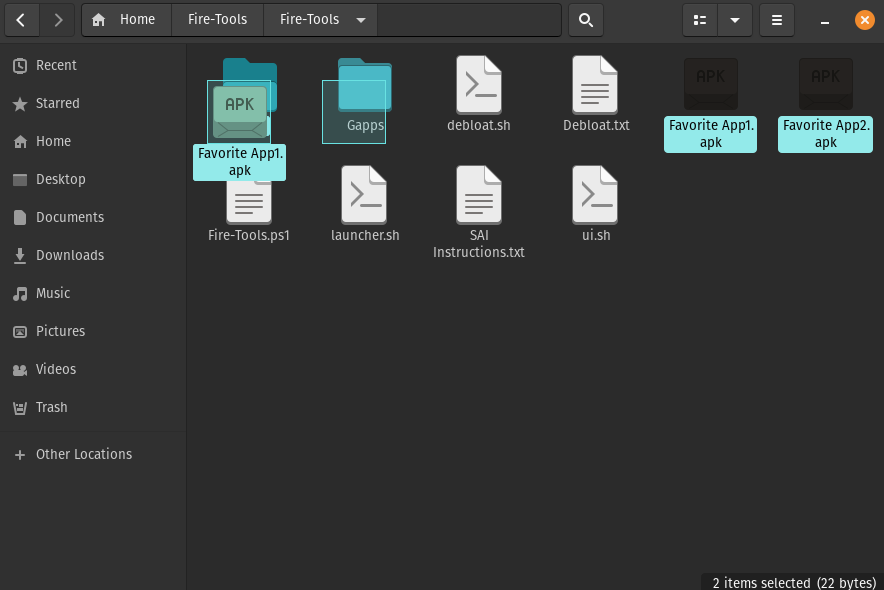 Home
Fire-Tools
Fire-Tools
Recent
Starred
Home
Desktop
Documents
Downloads
Music
Pictures
Videos
Trash
Other Locations
APK
Favorite App1.
apk
Gapps
debloat.sh
Debloat.txt
APK
Favorite App1.
apk
APK
Favorite App2.
apk
Fire-Tools.ps1
launcher.sh
SAI
Instructions.txt
ui.sh
2 items selected (22 bytes)